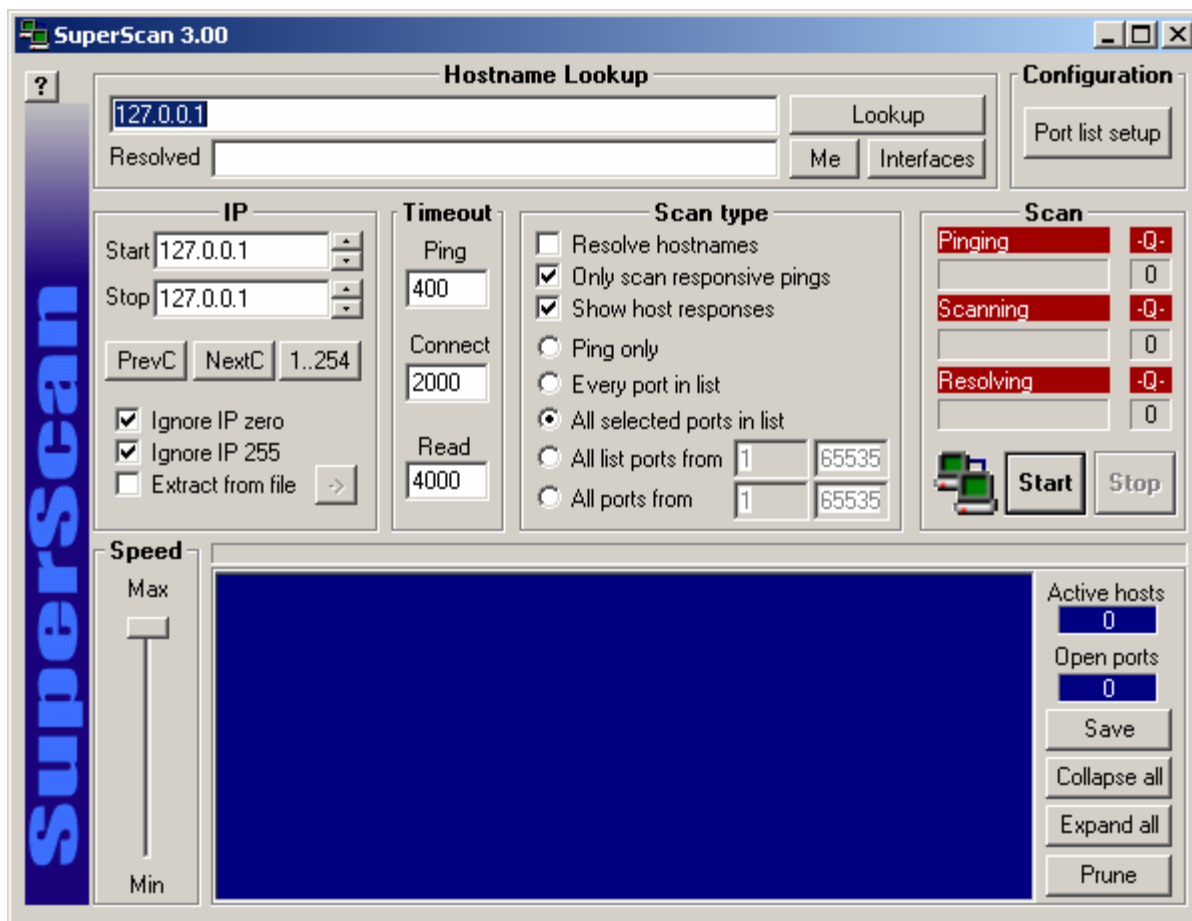 SuperScan 3.00
?
Hostname Lookup
127.0.0.1
Lookup
Resolved
Me
Interfaces
Configuration
Port list setup
IP
Start 127.0.0.1
Stop 127.0.0.1
PrevC
NextC
1..254
Ignore IP zero
Ignore IP 255
Extract from file
->
Timeout
Ping
400
Connect
2000
Read
4000
Scan type
Resolve hostnames
Only scan responsive pings
Show host responses
Ping only
Every port in list
All selected ports in list
All list ports from 1 65535
All ports from 1 65535
Scan
Pinging -Q-
0
Scanning -Q-
0
Resolving -Q-
0
Start
Stop
SuperScan
Speed
Max
Min
Active hosts
0
Open ports
0
Save
Collapse all
Expand all
Prune